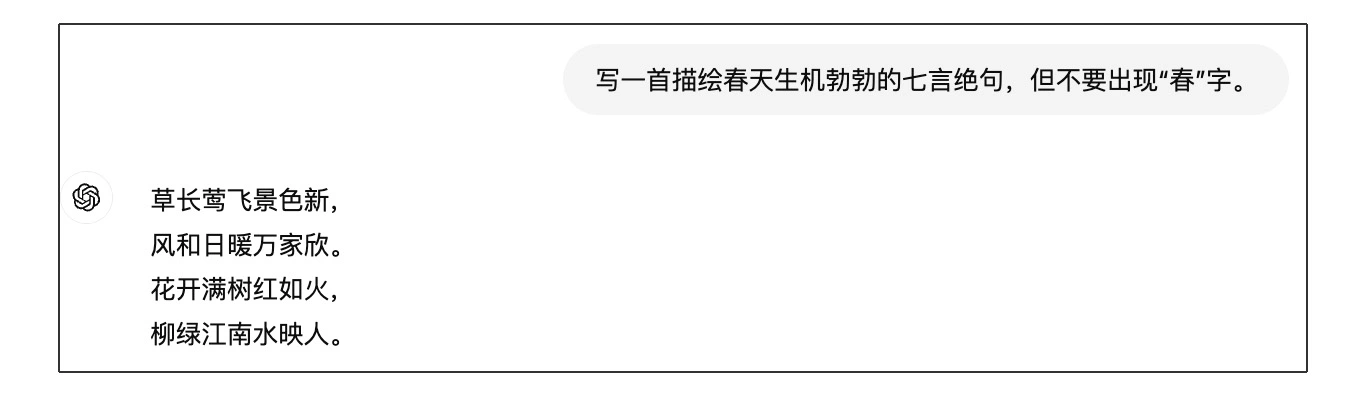 写一首描绘春天生机勃勃的七言绝句，但不要出现“春”字。
草长莺飞景色新，
风和日暖万家欣。
花开满树红如火，
柳绿江南水映人。